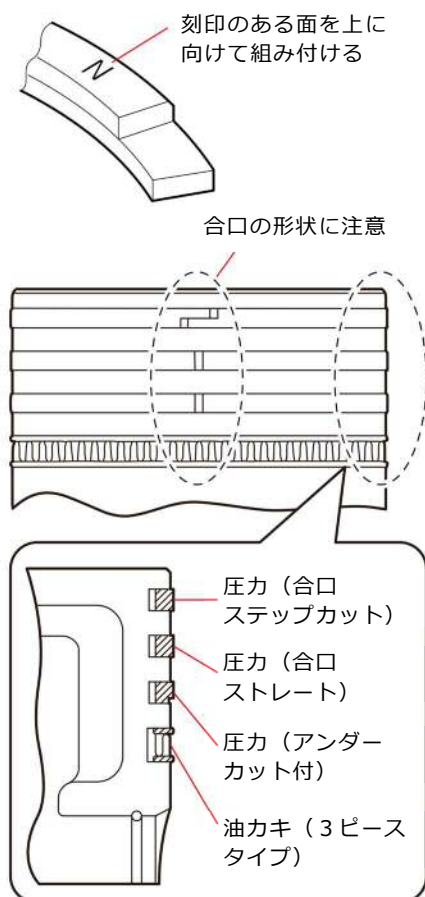 刻印のある面を上に
向けて組み付ける
N
合口の形状に注意
圧力（合口
ステップカット）
圧力（合口
ストレート）
圧力（アンダー
カット付）
油カキ（３ピース
タイプ）